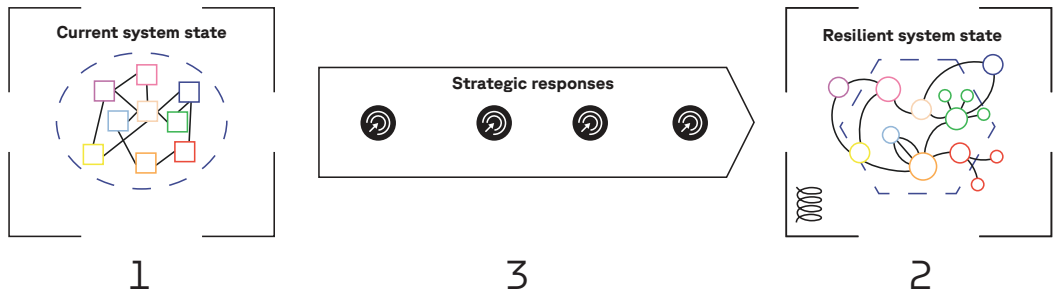 Current system state
Strategic responses
Resilient system state
1
3
2